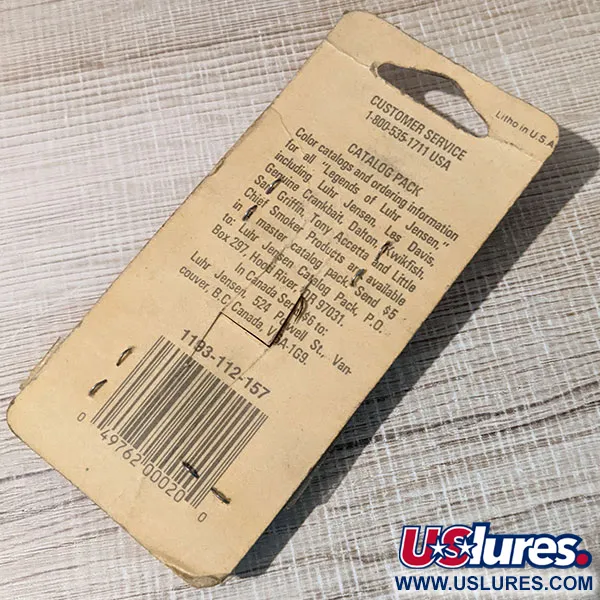 Litho in U.S.A
CUSTOMER SERVICE
1-800-535-1711 USA
CATALOG PACK
Color catalogs and ordering information
for all "Legends of Luhr Jensen,"
including Luhr Jensen, Les Davis,
Genuine Crankbait, Dalton, Kwikfish,
Sam Griffin, Tony Accetta and Little
Chief Smoker Products are available
in a master catalog pack. Send $5
to: Luhr Jensen Catalog Pack, P.O.
Box 297, Hood River, OR 97031.
In Canada Send $6 to:
Luhr Jensen, 524 Powell St., Van-
couver, B.C. Canada, V6A-1G9.
1193-112-157
0 49762 00020 0
USlures.
WWW.USLURES.COM